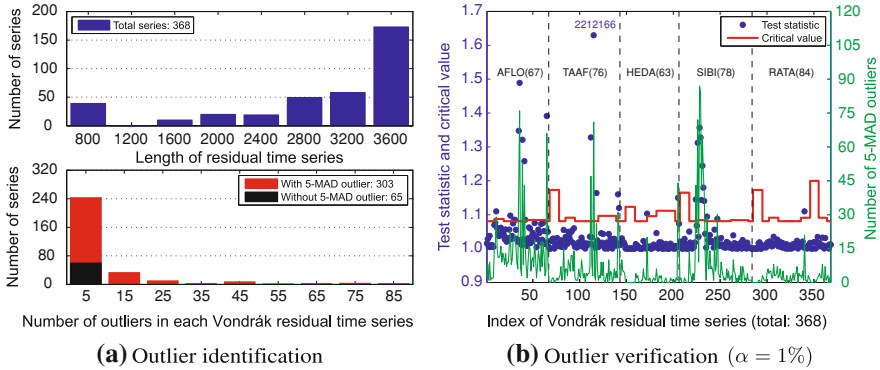 200
150
100
50
0
Number of series
Total series: 368
800 1200 1600 2000 2400 2800 3200 3600
Length of residual time series
320
240
160
80
0
Number of series
With 5-MAD outlier: 303
Without 5-MAD outlier: 65
5 15 25 35 45 55 65 75 85
Number of outliers in each Vondrák residual time series
(a) Outlier identification
1.7
1.6
1.5
1.4
1.3
1.2
1.1
1.0
0.9
Test statistic and critical value
2212166
Test statistic
Critical value
AFLO(67) TAAF(76) HEDA(63) SIBI(78) RATA(84)
120
105
90
75
60
45
30
15
0
Number of 5-MAD outliers
50 100 150 200 250 300 350
Index of Vondrák residual time series (total: 368)
(b) Outlier verification (α = 1%)